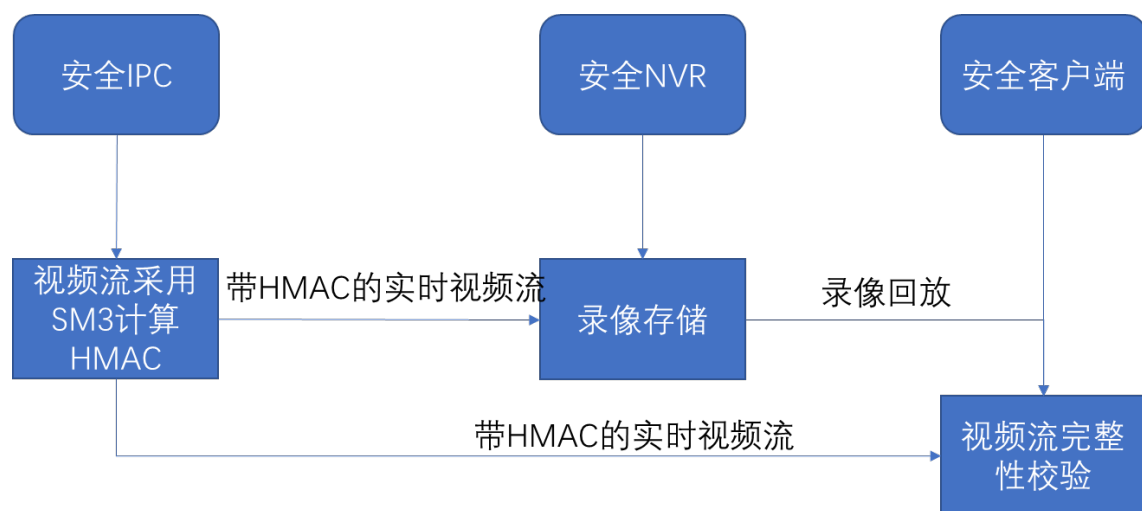 安全IPC
安全NVR
安全客户端
视频流采用
SM3计算
HMAC
带HMAC的实时视频流
录像存储
录像回放
带HMAC的实时视频流
视频流完整
性校验